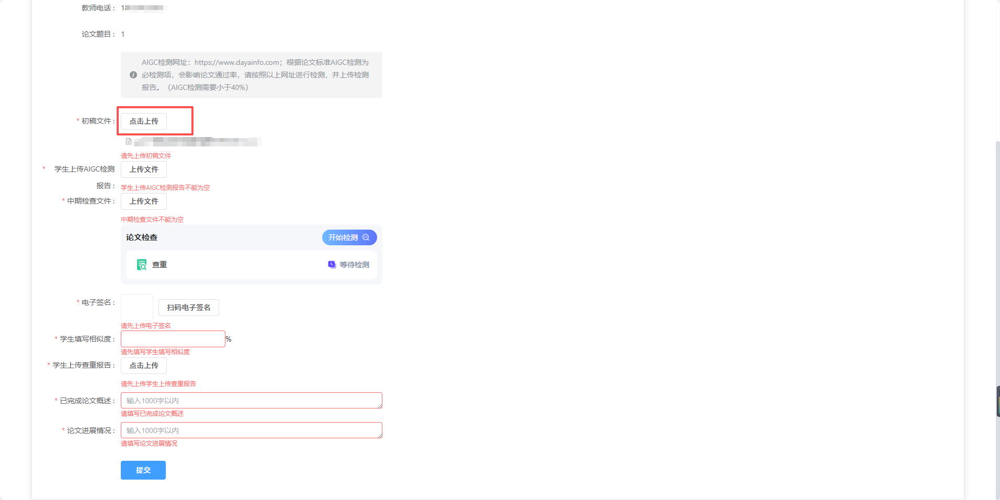 教师电话： 1
论文题目： 1
AIGC检测网址：https://www.dayainfo.com；根据论文标准AIGC检测为
必检测项，会影响论文通过率，请按照以上网址进行检测，并上传检测
报告。（AIGC检测需要小于40%）
* 初稿文件： 点击上传
请先上传初稿文件
* 学生上传AIGC检测
报告： 上传文件
学生上传AIGC检测报告不能为空
* 中期检查文件： 上传文件
中期检查文件不能为空
论文检查 开始检测
查重 等待检测
* 电子签名： 扫码电子签名
请先上传电子签名
* 学生填写相似度： %
请先填写学生填写相似度
* 学生上传查重报告： 点击上传
请先上传学生上传查重报告
* 已完成论文概述： 输入1000字以内
请填写已完成论文概述
* 论文进展情况： 输入1000字以内
请填写论文进展情况
提交